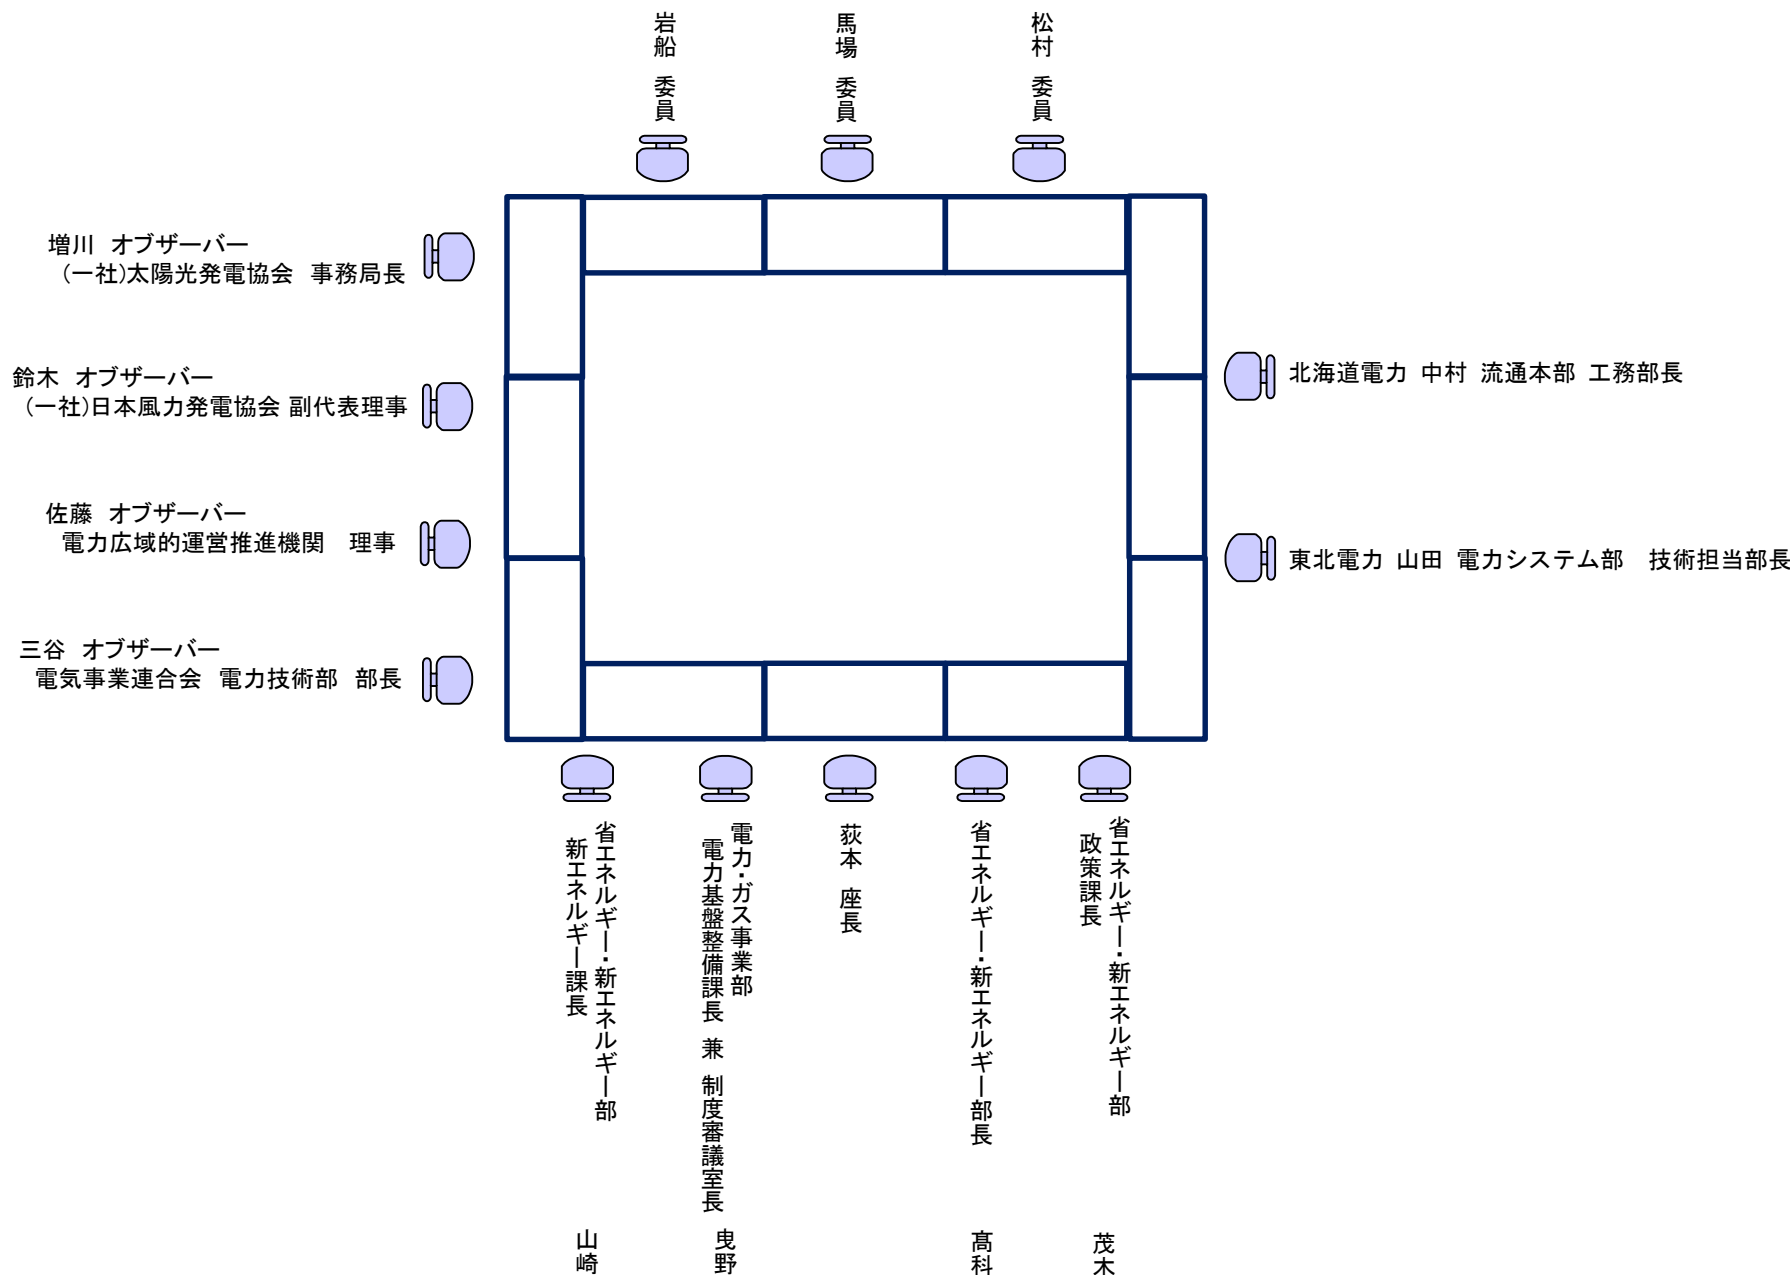 岩船 委員
馬場 委員
松村 委員
増川 オブザーバー
(一社)太陽光発電協会 事務局長
鈴木 オブザーバー
(一社)日本風力発電協会 副代表理事
佐藤 オブザーバー
電力広域的運営推進機関 理事
三谷 オブザーバー
電気事業連合会 電力技術部 部長
北海道電力 中村 流通本部 工務部長
東北電力 山田 電力システム部 技術担当部長
省エネルギー・新エネルギー部
新エネルギー課長 山崎
電力・ガス事業部
電力基盤整備課長 兼 制度審議室長 曳野
荻本 座長
省エネルギー・新エネルギー部長 髙科
省エネルギー・新エネルギー部
政策課長 茂木